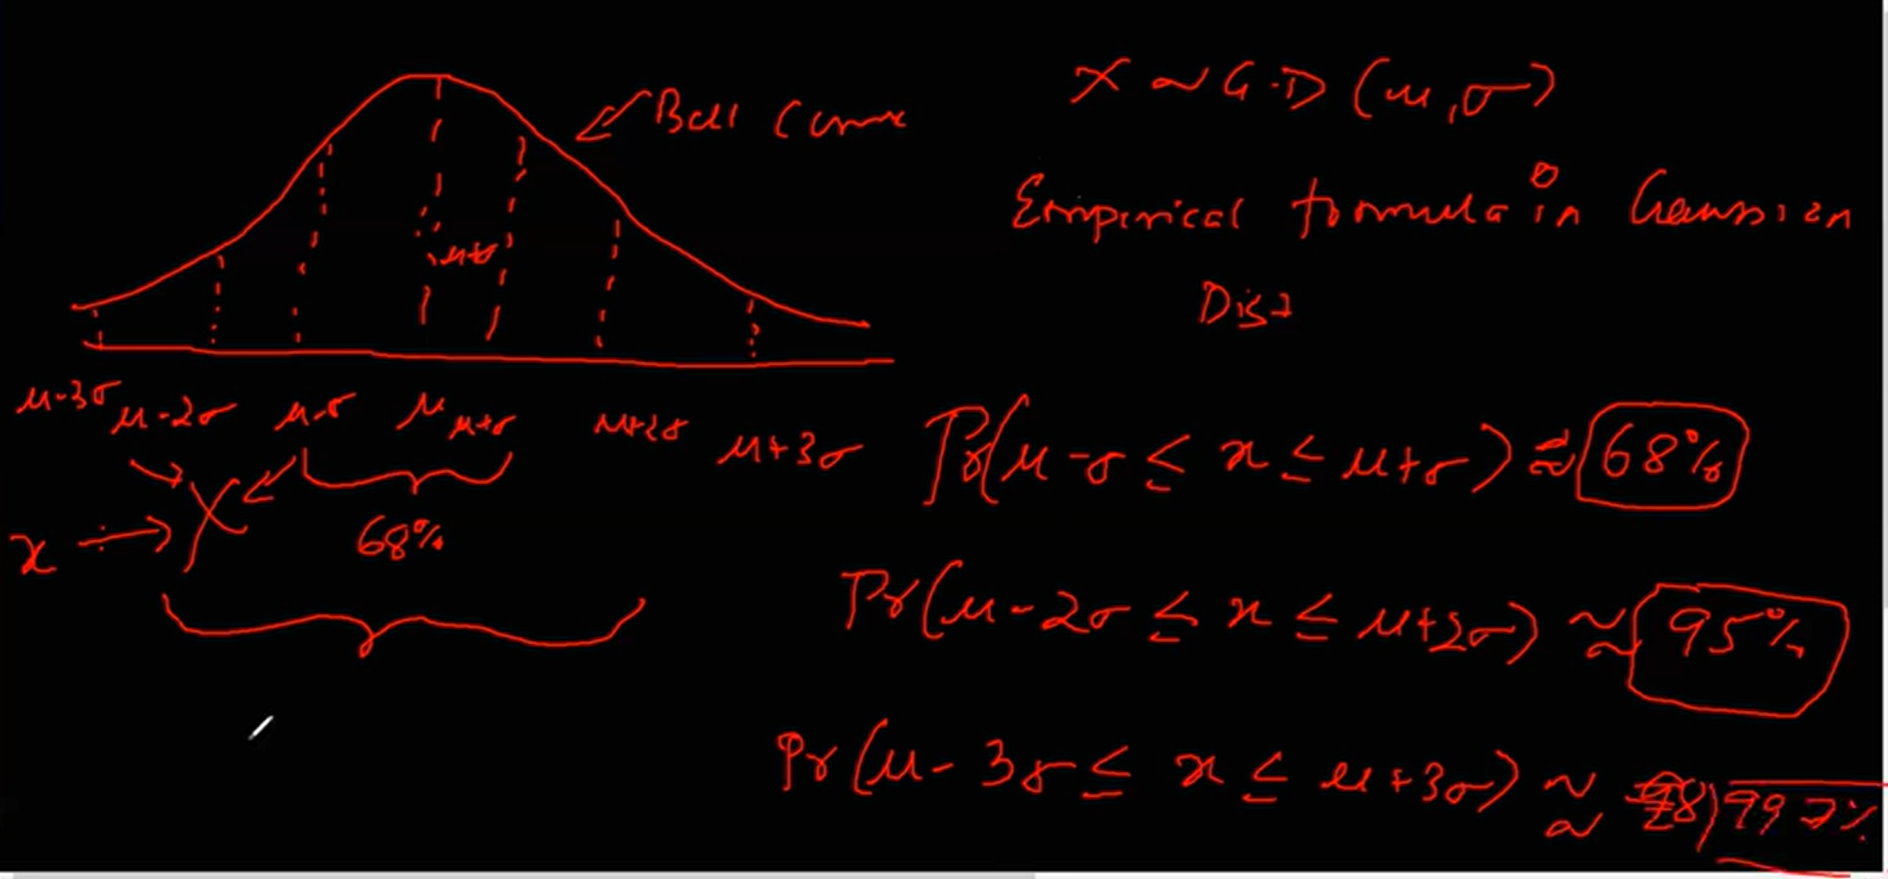 Bell Curve
X ~ G.D (μ, σ)
Empirical formula in Gaussian
Dist
μ+σ
μ-3σ μ-2σ μ-σ μ μ+σ μ+2σ μ+3σ
x
68%
Pr(μ-σ ≤ x ≤ μ+σ) ≈ 68%
Pr(μ-2σ ≤ x ≤ μ+2σ) ≈ 95%
Pr(μ-3σ ≤ x ≤ μ+3σ) ≈ 99.7%